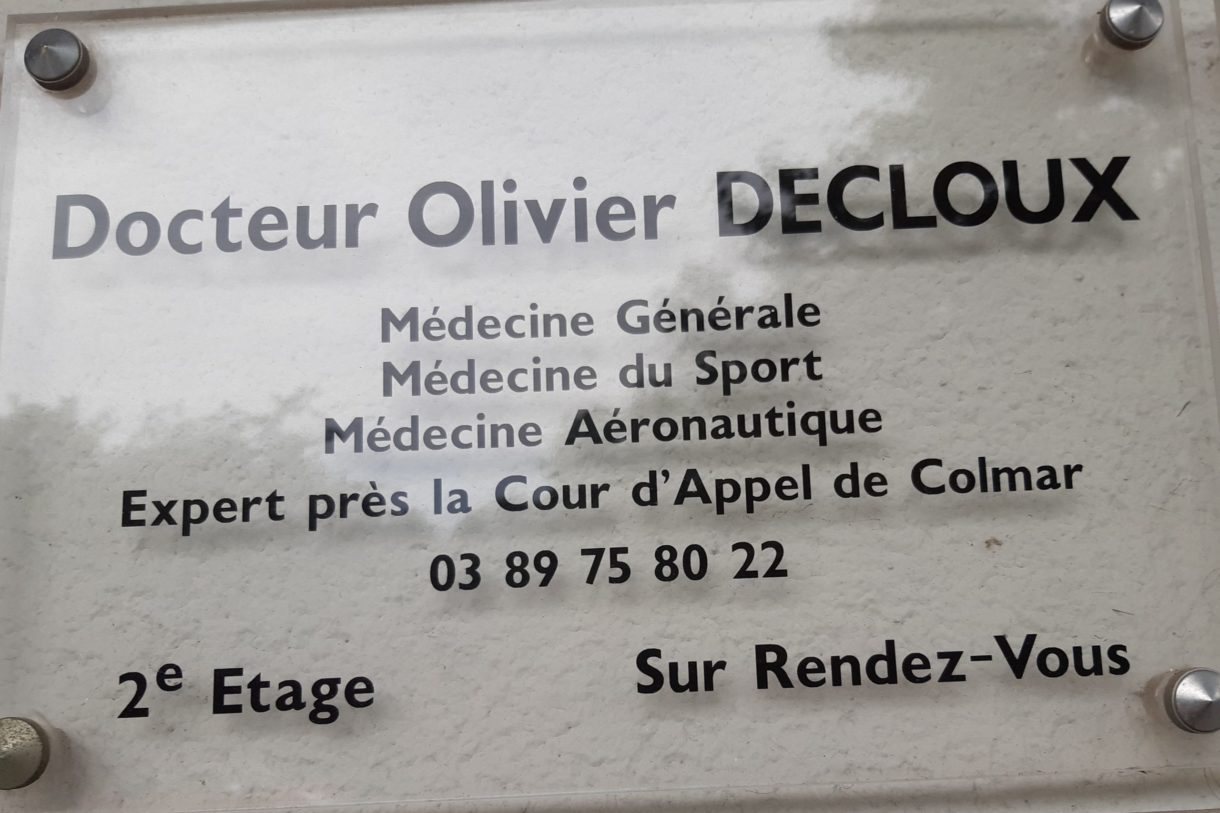 Docteur Olivier DECLOUX
Médecine Générale
Médecine du Sport
Médecine Aéronautique
Expert près la Cour d'Appel de Colmar
03 89 75 80 22
2e Etage
Sur Rendez-Vous